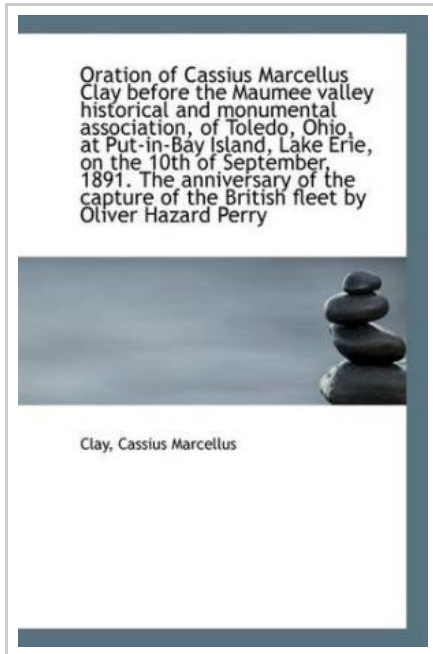 Oration of Cassius Marcellus
Clay before the Maumee valley
historical and monumental
association, of Toledo, Ohio,
at Put-in-Bay Island, Lake Erie,
on the 10th of September,
1891. The anniversary of the
capture of the British fleet by
Oliver Hazard Perry
Clay, Cassius Marcellus